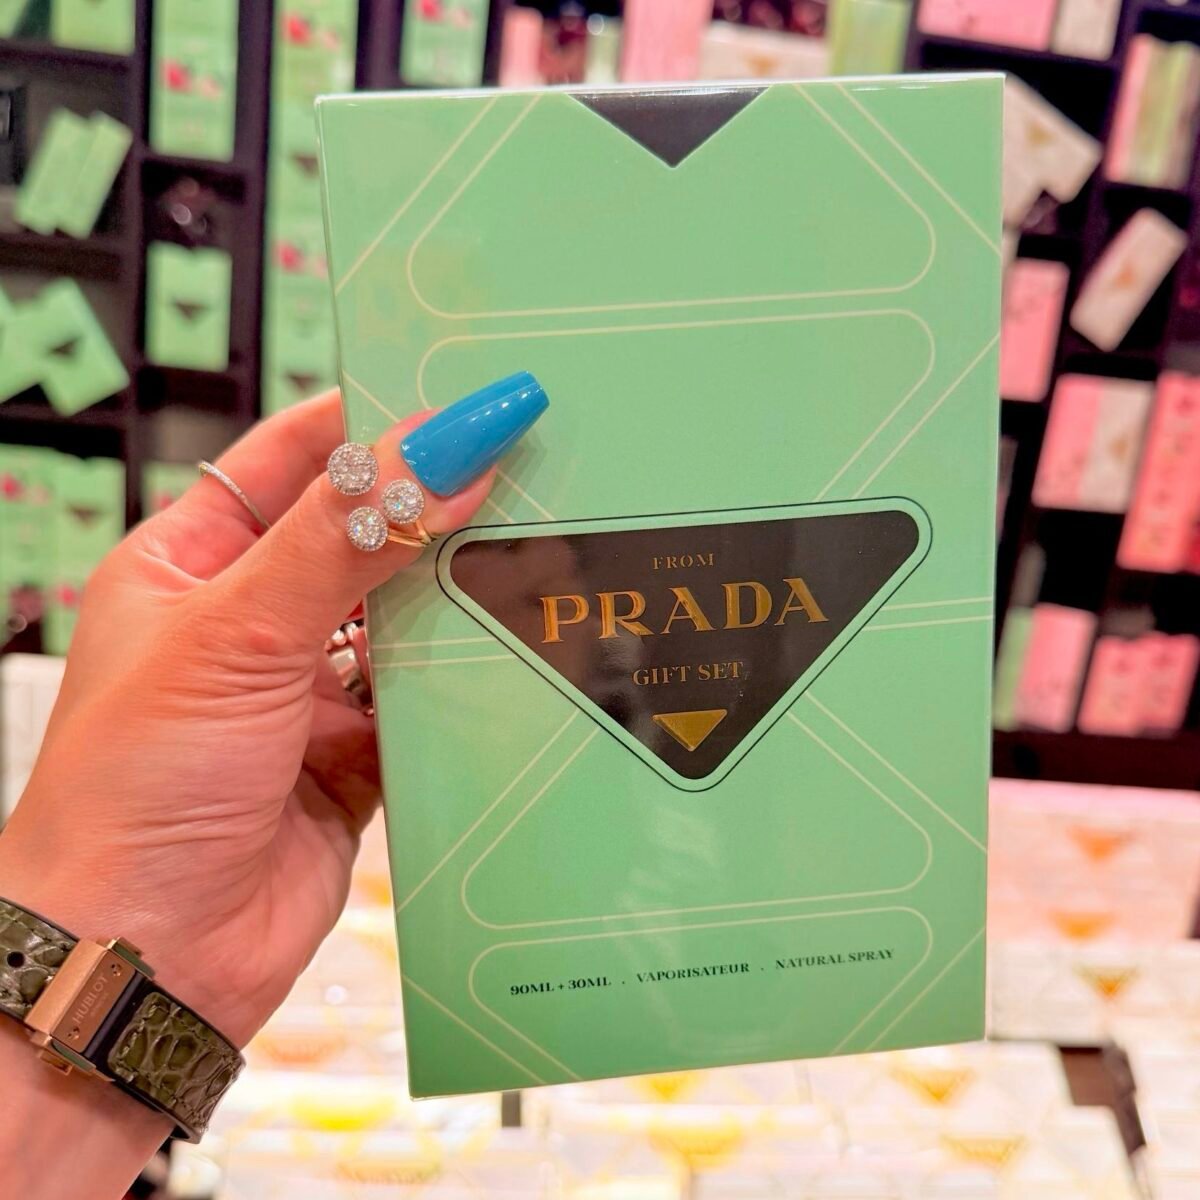 FROM
PRADA
GIFT SET
90ML + 30ML . VAPORISATEUR . NATURAL SPRAY
HUBLOT